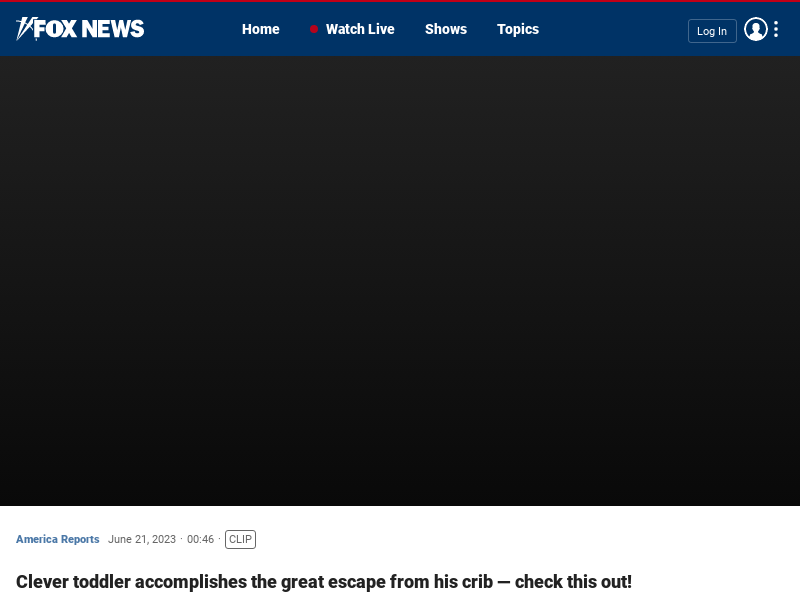 FOX NEWS
Home
Watch Live
Shows
Topics
Log In
America Reports June 21, 2023 · 00:46 · CLIP
Clever toddler accomplishes the great escape from his crib — check this out!